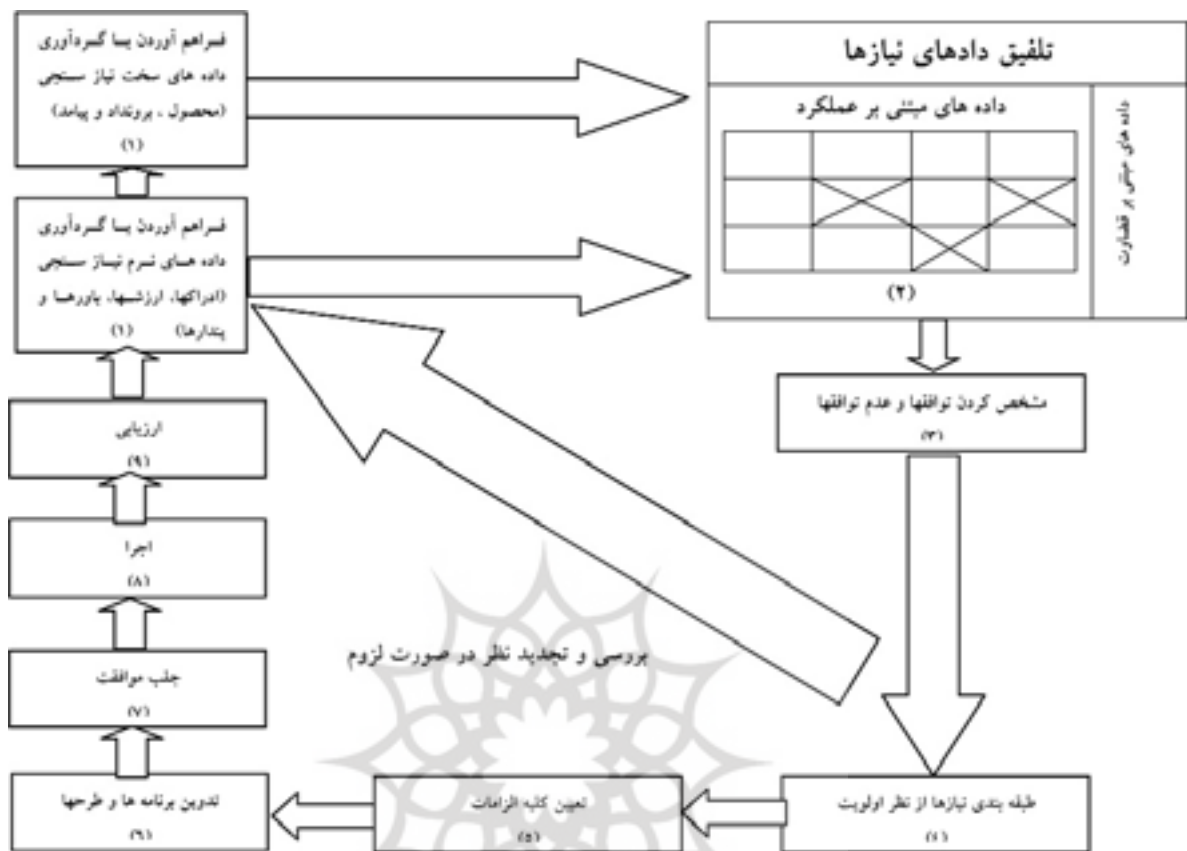 فراهم آوردن یا گردآوری
داده های سخت نیاز سنجی
(محصول ، برونداد و پیامد)
(۱)
فراهم آوردن یا گردآوری
داده های نرم نیاز سنجی
(ادراکها، ارزشها، باورها و
پندارها) (۱)
تلفیق دادهای نیازها
داده های مبتنی بر عملکرد
(۲)
داده های مبتنی بر قضاوت
مشخص کردن توافقها و عدم توافقها
(۳)
طبقه بندی نیازها از نظر اولویت
(٤)
تعیین کلیه الزامات
(۵)
تدوین برنامه ها و طرحها
(٦)
جلب موافقت
(۷)
اجرا
(۸)
ارزیابی
(۹)
بررسی و تجدید نظر در صورت لزوم